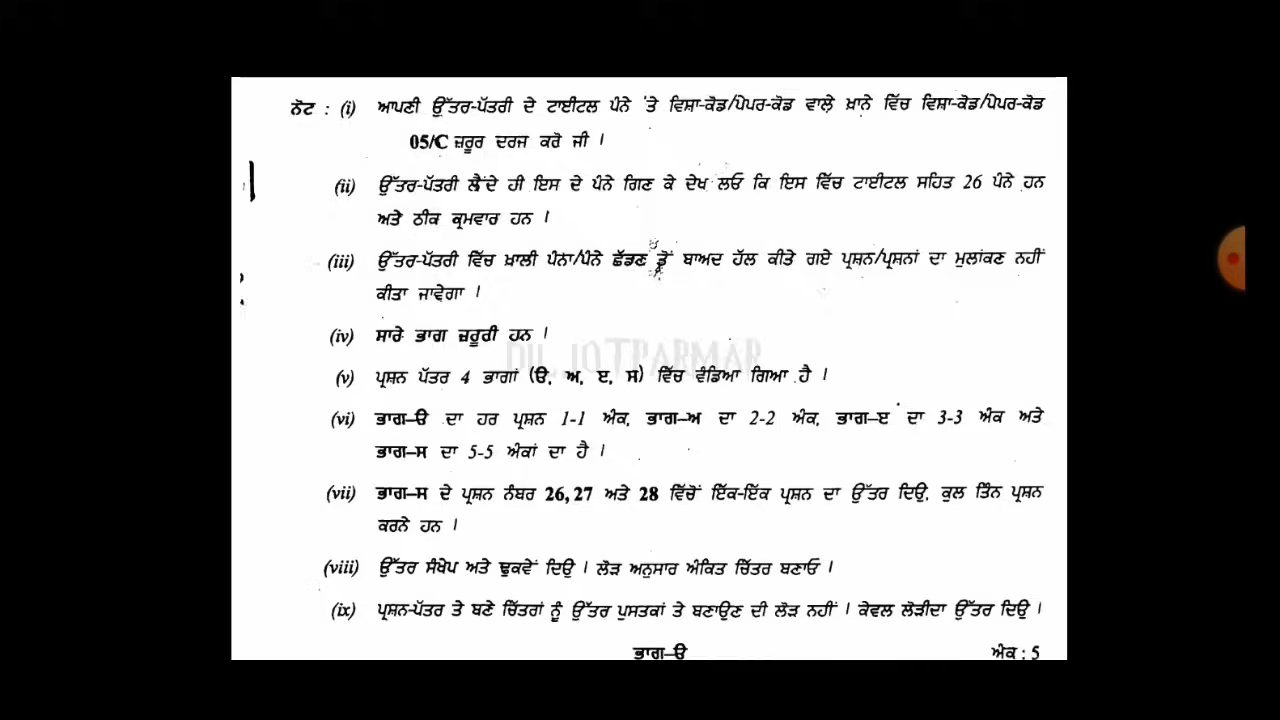 ਨੋਟ : (i) ਆਪਣੀ ਉੱਤਰ-ਪੱਤਰੀ ਦੇ ਟਾਈਟਲ ਪੰਨੇ 'ਤੇ ਵਿਸ਼ਾ-ਕੋਡ/ਪੇਪਰ-ਕੋਡ ਵਾਲੇ ਖ਼ਾਨੇ ਵਿੱਚ ਵਿਸ਼ਾ-ਕੋਡ/ਪੇਪਰ-ਕੋਡ
05/C ਜ਼ਰੂਰ ਦਰਜ ਕਰੋ ਜੀ ।
(ii) ਉੱਤਰ-ਪੱਤਰੀ ਲੈਂਦੇ ਹੀ ਇਸ ਦੇ ਪੰਨੇ ਗਿਣ ਕੇ ਦੇਖ ਲਓ ਕਿ ਇਸ ਵਿੱਚ ਟਾਈਟਲ ਸਹਿਤ 26 ਪੰਨੇ ਹਨ
ਅਤੇ ਠੀਕ ਕ੍ਰਮਵਾਰ ਹਨ ।
(iii) ਉੱਤਰ-ਪੱਤਰੀ ਵਿੱਚ ਖ਼ਾਲੀ ਪੰਨਾ/ਪੰਨੇ ਛੱਡਣ ਤੋਂ ਬਾਅਦ ਹੱਲ ਕੀਤੇ ਗਏ ਪ੍ਰਸ਼ਨ/ਪ੍ਰਸ਼ਨਾਂ ਦਾ ਮੁਲਾਂਕਣ ਨਹੀਂ
ਕੀਤਾ ਜਾਵੇਗਾ ।
(iv) ਸਾਰੇ ਭਾਗ ਜ਼ਰੂਰੀ ਹਨ ।
DILJOTPARMAR
(v) ਪ੍ਰਸ਼ਨ ਪੱਤਰ 4 ਭਾਗਾਂ (ੳ, ਅ, ੲ, ਸ) ਵਿੱਚ ਵੰਡਿਆ ਗਿਆ ਹੈ ।
(vi) ਭਾਗ–ੳ ਦਾ ਹਰ ਪ੍ਰਸ਼ਨ 1-1 ਅੰਕ, ਭਾਗ–ਅ ਦਾ 2-2 ਅੰਕ, ਭਾਗ–ੲ ਦਾ 3-3 ਅੰਕ ਅਤੇ
ਭਾਗ–ਸ ਦਾ 5-5 ਅੰਕਾਂ ਦਾ ਹੈ ।
(vii) ਭਾਗ–ਸ ਦੇ ਪ੍ਰਸ਼ਨ ਨੰਬਰ 26, 27 ਅਤੇ 28 ਵਿੱਚੋਂ ਇੱਕ-ਇੱਕ ਪ੍ਰਸ਼ਨ ਦਾ ਉੱਤਰ ਦਿਉ, ਕੁਲ ਤਿੰਨ ਪ੍ਰਸ਼ਨ
ਕਰਨੇ ਹਨ ।
(viii) ਉੱਤਰ ਸੰਖੇਪ ਅਤੇ ਢੁਕਵੇਂ ਦਿਉ । ਲੋੜ ਅਨੁਸਾਰ ਅੰਕਿਤ ਚਿੱਤਰ ਬਣਾਓ ।
(ix) ਪ੍ਰਸ਼ਨ-ਪੱਤਰ ਤੇ ਬਣੇ ਚਿੱਤਰਾਂ ਨੂੰ ਉੱਤਰ ਪੁਸਤਕਾਂ ਤੇ ਬਣਾਉਣ ਦੀ ਲੋੜ ਨਹੀਂ । ਕੇਵਲ ਲੋੜੀਂਦਾ ਉੱਤਰ ਦਿਉ ।
ਭਾਗ–ੳ ਅੰਕ : 5